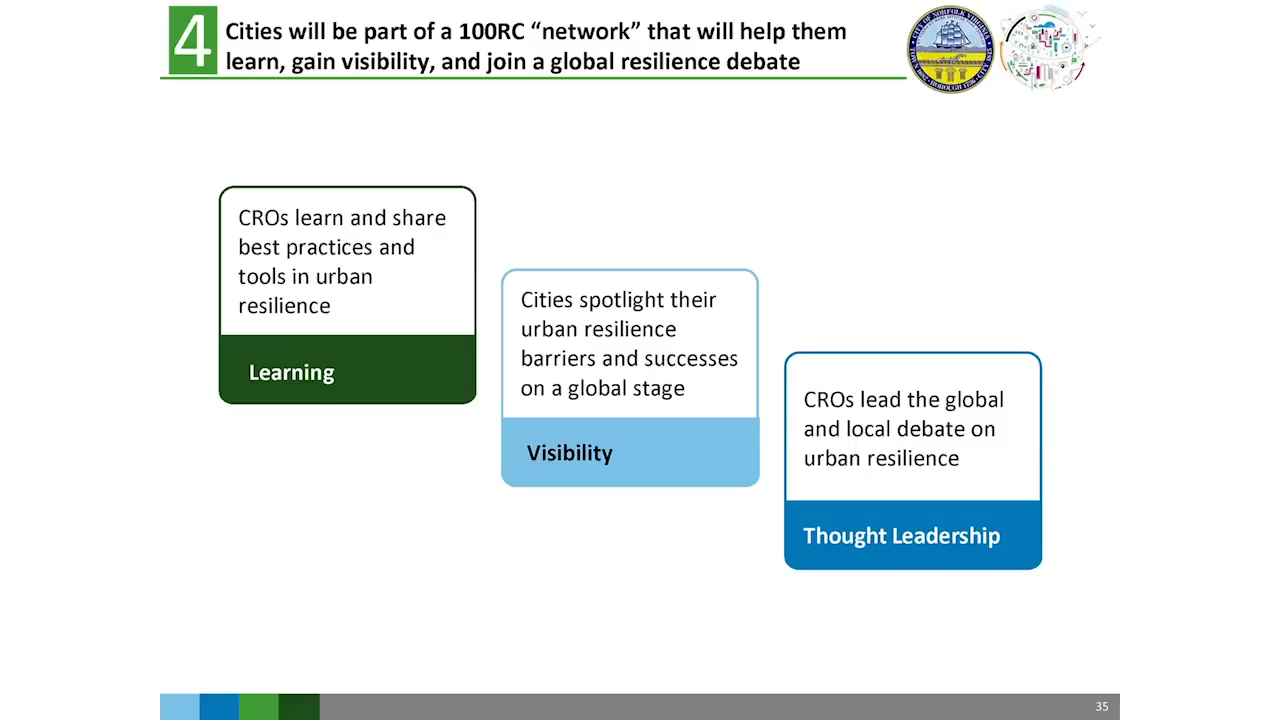 4
Cities will be part of a 100RC “network” that will help them
learn, gain visibility, and join a global resilience debate
CROs learn and share
best practices and
tools in urban
resilience
Learning
Cities spotlight their
urban resilience
barriers and successes
on a global stage
Visibility
CROs lead the global
and local debate on
urban resilience
Thought Leadership
35